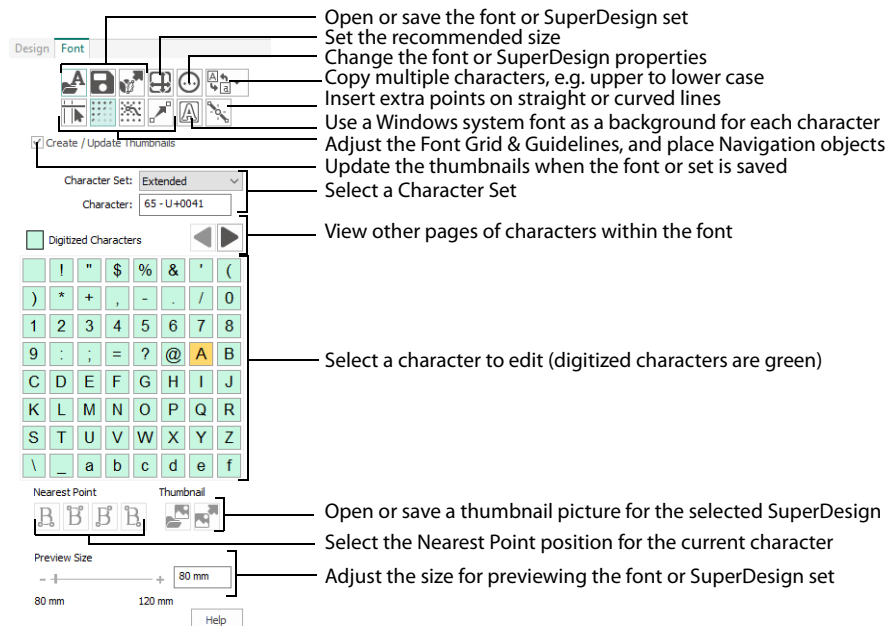 Open or save the font or SuperDesign set
Set the recommended size
Design Font
Change the font or SuperDesign properties
Copy multiple characters, e.g. upper to lower case
Insert extra points on straight or curved lines
Use a Windows system font as a background for each character
Adjust the Font Grid & Guidelines, and place Navigation objects
Create / Update Thumbnails
Update the thumbnails when the font or set is saved
Character Set: Extended
Select a Character Set
Character: 65 - U+0041
View other pages of characters within the font
Digitized Characters
! " $ % & ' (
) * + , - . / 0
1 2 3 4 5 6 7 8
9 : ; = ? @ A B
Select a character to edit (digitized characters are green)
C D E F G H I J
K L M N O P Q R
S T U V W X Y Z
\ _ a b c d e f
Nearest Point Thumbnail
Open or save a thumbnail picture for the selected SuperDesign
Select the Nearest Point position for the current character
Preview Size
- + 80 mm
Adjust the size for previewing the font or SuperDesign set
80 mm 120 mm
Help